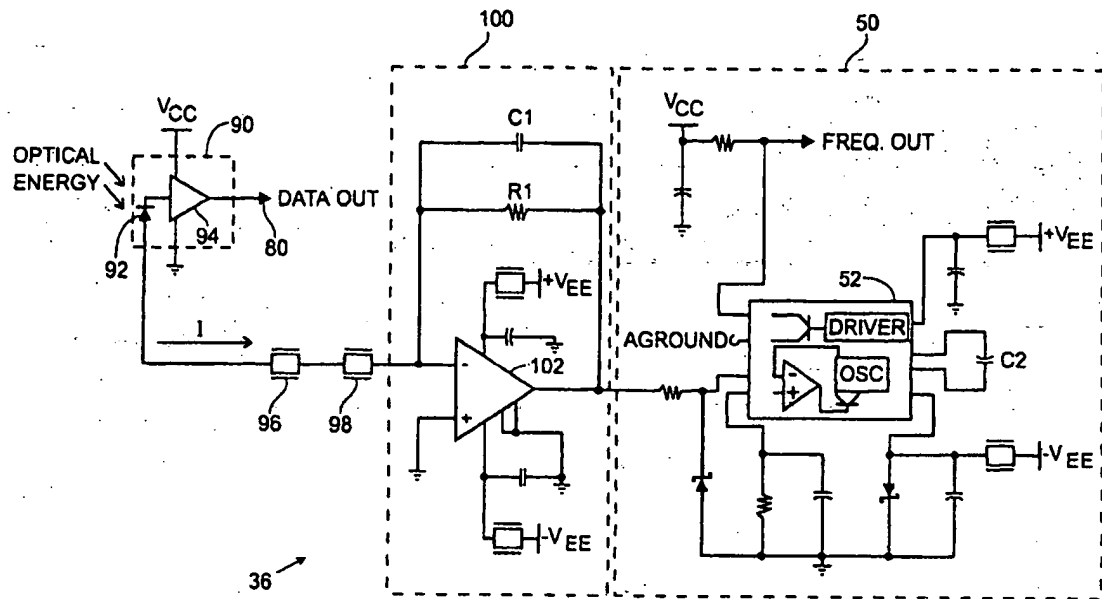 100
50
VCC
90
OPTICAL
ENERGY
DATA OUT
92
94
80
C1
R1
VCC
FREQ. OUT
+VEE
+VEE
52
DRIVER
AGROUND
OSC
C2
I
96
98
-
+
102
-
+
-VEE
-VEE
36